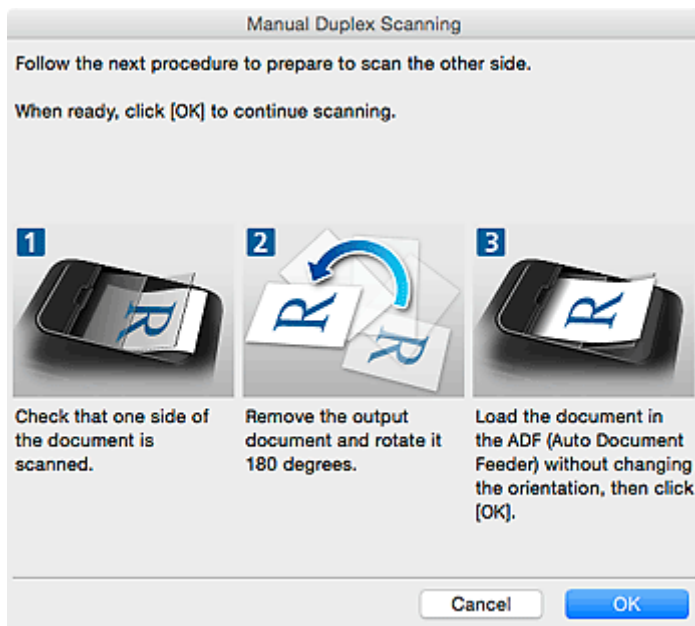 Manual Duplex Scanning
Follow the next procedure to prepare to scan the other side.
When ready, click [OK] to continue scanning.
1
R
Check that one side of
the document is
scanned.
2
R
R
Remove the output
document and rotate it
180 degrees.
3
R
Load the document in
the ADF (Auto Document
Feeder) without changing
the orientation, then click
[OK].
Cancel
OK